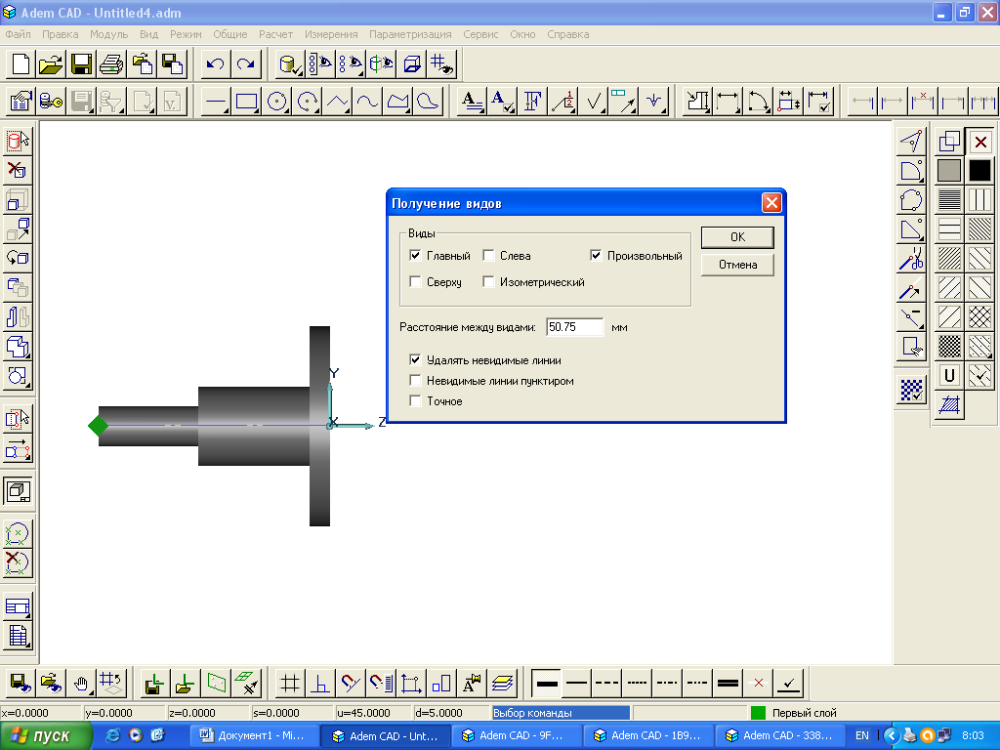 Adem CAD - Untitled4.adm
Файл Правка Модуль Вид Режим Общие Расчет Измерения Параметризация Сервис Окно Справка
Получение видов
Виды
Главный Слева Произвольный
Сверху Изометрический
OK
Отмена
Расстояние между видами: 50.75 мм
Удалять невидимые линии
Невидимые линии пунктиром
Точное
Y
X
Z
U
x=0.0000 y=0.0000 z=0.0000 s=0.0000 u=45.0000 d=5.0000 Выбор команды Первый слой
пуск Документ1 - Mi... Adem CAD - Unt... Adem CAD - 9F... Adem CAD - 1B9... Adem CAD - 338... EN 8:03